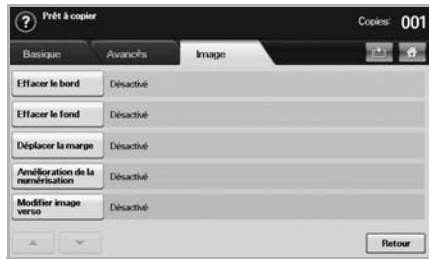 ? Prêt à copier
Copies: 001
Basique Avancés Image
Effacer le bord Désactivé
Effacer le fond Désactivé
Déplacer la marge Désactivé
Amélioration de la
numérisation Désactivé
Modifier image
verso Désactivé
Retour